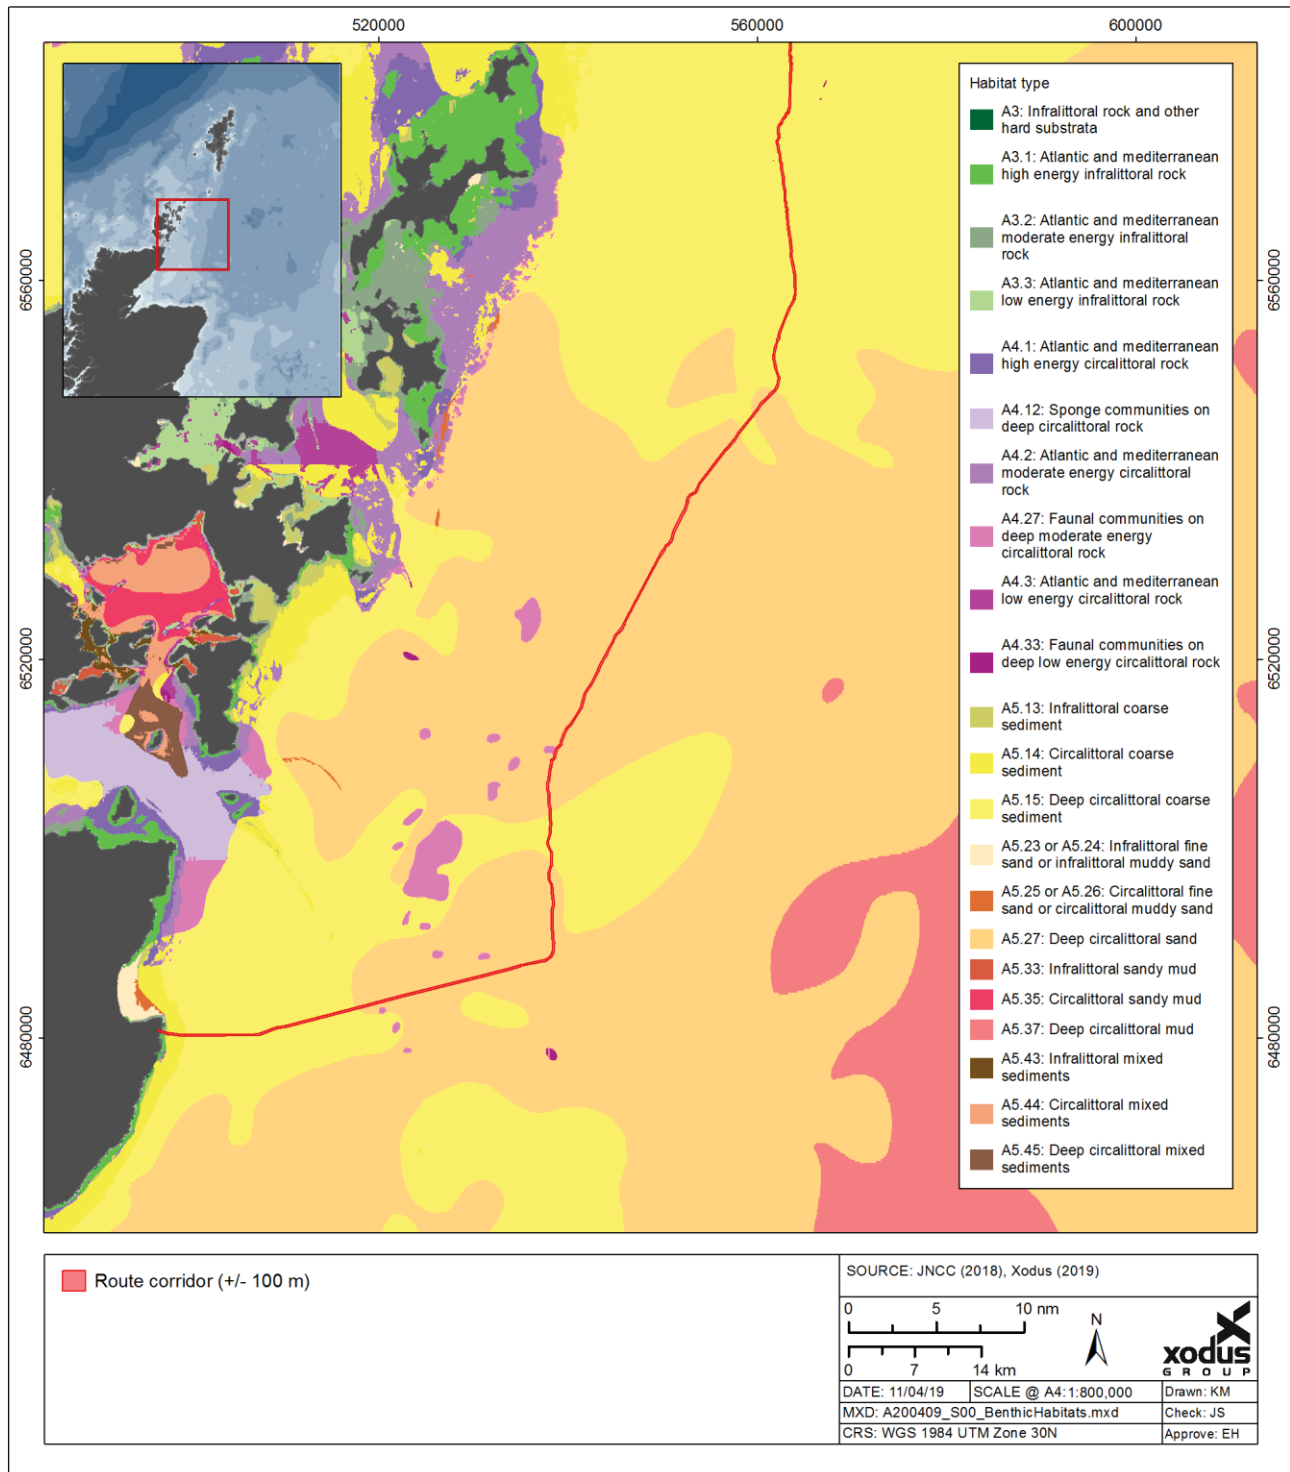 520000 560000 600000
6560000 6560000
6520000 6520000
6480000 6480000
Habitat type
A3: Infralittoral rock and other
hard substrata
A3.1: Atlantic and mediterranean
high energy infralittoral rock
A3.2: Atlantic and mediterranean
moderate energy infralittoral
rock
A3.3: Atlantic and mediterranean
low energy infralittoral rock
A4.1: Atlantic and mediterranean
high energy circalittoral rock
A4.12: Sponge communities on
deep circalittoral rock
A4.2: Atlantic and mediterranean
moderate energy circalittoral
rock
A4.27: Faunal communities on
deep moderate energy
circalittoral rock
A4.3: Atlantic and mediterranean
low energy circalittoral rock
A4.33: Faunal communities on
deep low energy circalittoral rock
A5.13: Infralittoral coarse
sediment
A5.14: Circalittoral coarse
sediment
A5.15: Deep circalittoral coarse
sediment
A5.23 or A5.24: Infralittoral fine
sand or infralittoral muddy sand
A5.25 or A5.26: Circalittoral fine
sand or circalittoral muddy sand
A5.27: Deep circalittoral sand
A5.33: Infralittoral sandy mud
A5.35: Circalittoral sandy mud
A5.37: Deep circalittoral mud
A5.43: Infralittoral mixed
sediments
A5.44: Circalittoral mixed
sediments
A5.45: Deep circalittoral mixed
sediments
Route corridor (+/- 100 m)
SOURCE: JNCC (2018), Xodus (2019)
0 5 10 nm
0 7 14 km
N
xodus
GROUP
DATE: 11/04/19 SCALE @ A4:1:800,000 Drawn: KM
MXD: A200409_S00_BenthicHabitats.mxd Check: JS
CRS: WGS 1984 UTM Zone 30N Approve: EH